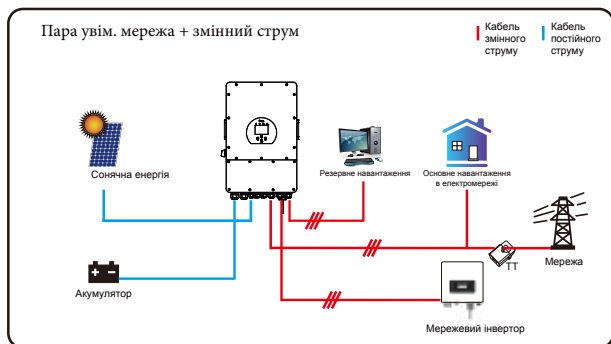 Пара увім. мережа + змінний струм
Кабель
змінного
струму
Кабель
постійного
струму
Сонячна енергія
Резервне навантаження
Основне навантаження
в електромережі
ТТ
Мережа
Акумулятор
Мережевий інвертор